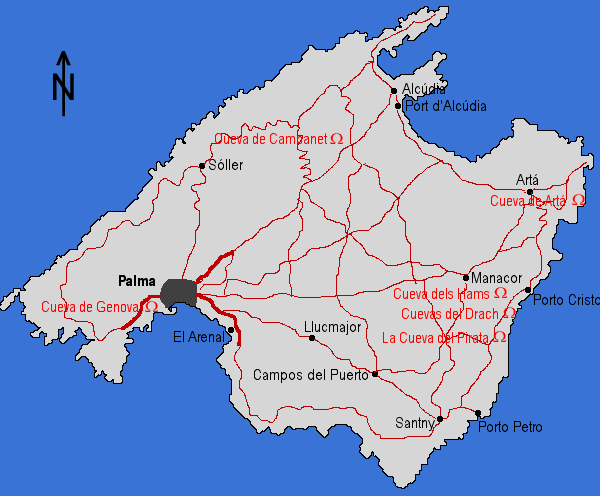 N
Alcúdia
Port d'Alcúdia
Cueva de Campanet Ω
Sóller
Artá
Cueva de Artá Ω
Palma
Manacor
Cueva dels Hams Ω
Porto Cristo
Cueva de Genova Ω
Cuevas del Drach Ω
Llucmajor
El Arenal
La Cueva del Pirata Ω
Campos del Puerto
Santny
Porto Petro